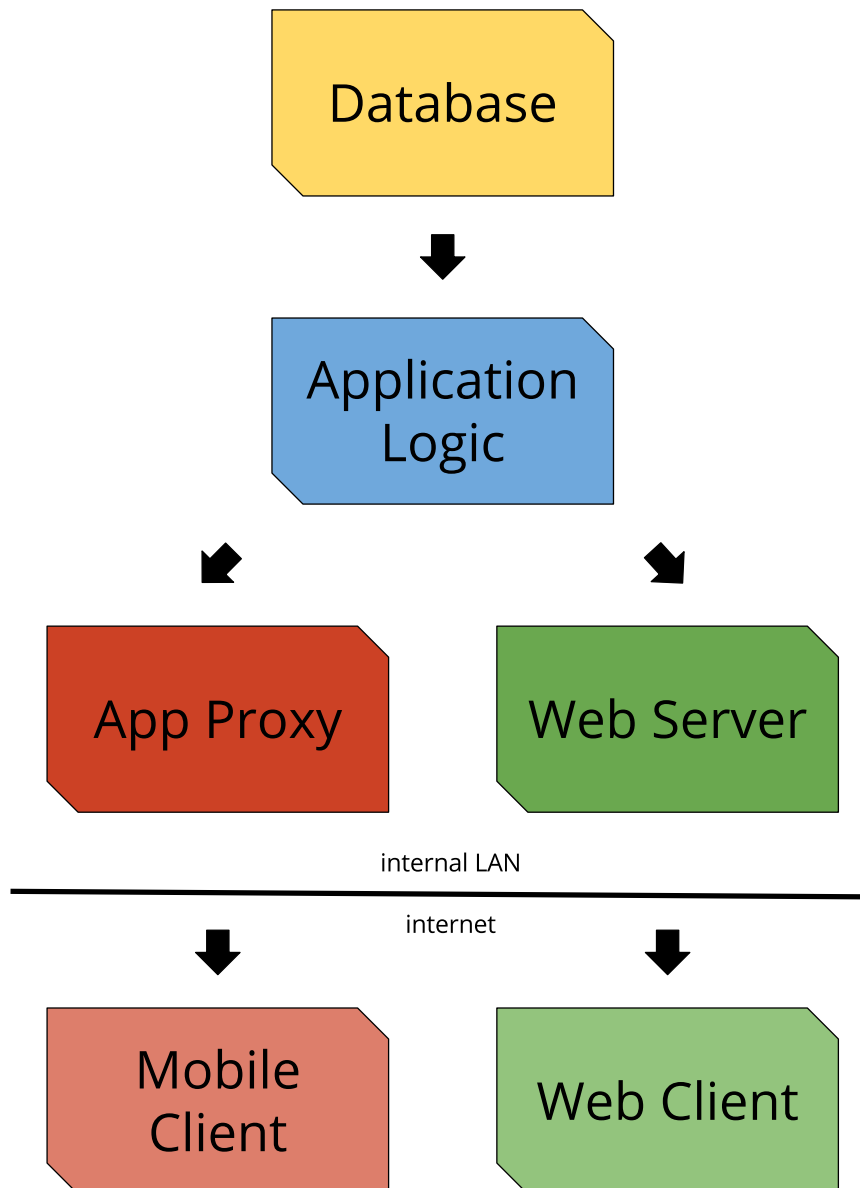 Database
Application
Logic
App Proxy
Web Server
internal LAN
internet
Mobile
Client
Web Client